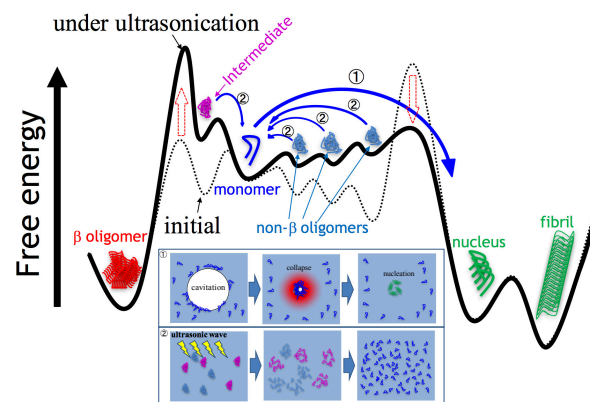 under ultrasonication
Intermediate
①
②
②
②
②
Free energy
monomer
initial
non-β oligomers
β oligomer
nucleus
fibril
①
cavitation
collapse
nucleation
②
ultrasonic wave